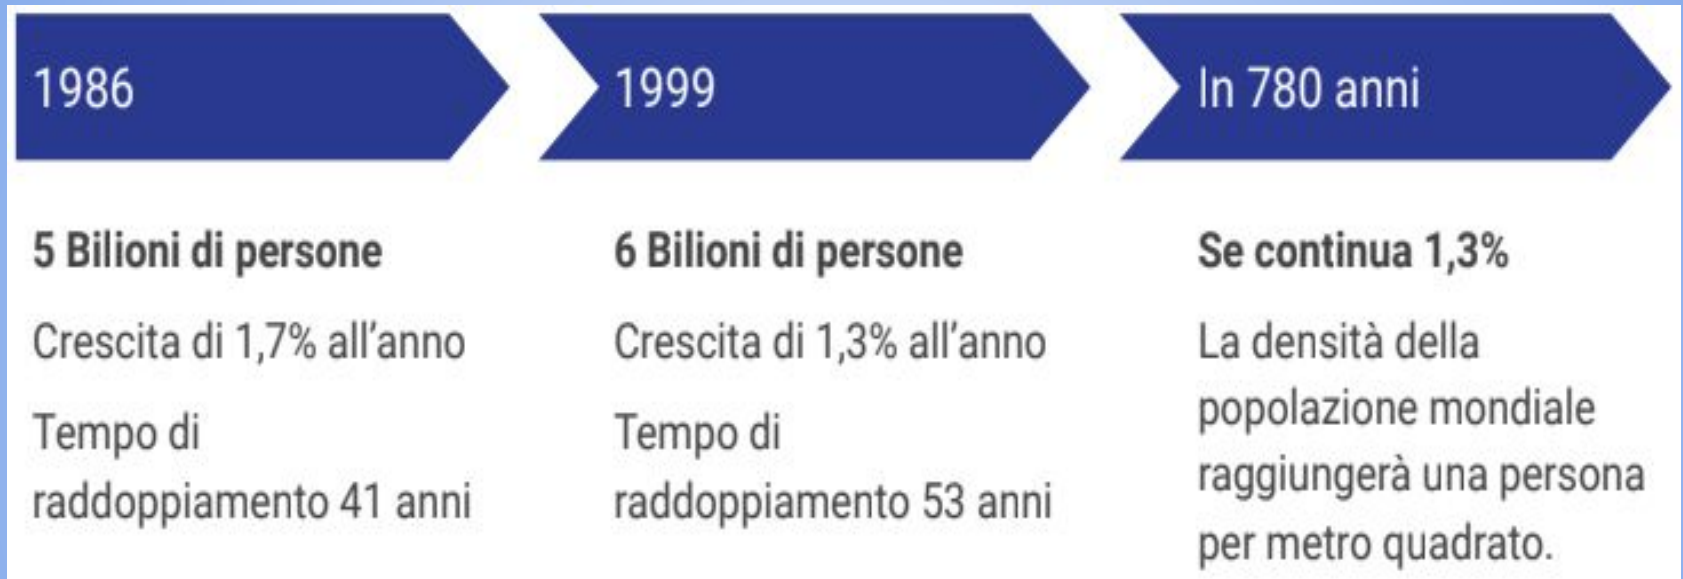 1986
5 Bilioni di persone
Crescita di 1,7% all'anno
Tempo di
raddoppiamento 41 anni
1999
6 Bilioni di persone
Crescita di 1,3% all'anno
Tempo di
raddoppiamento 53 anni
In 780 anni
Se continua 1,3%
La densità della
popolazione mondiale
raggiungerà una persona
per metro quadrato.